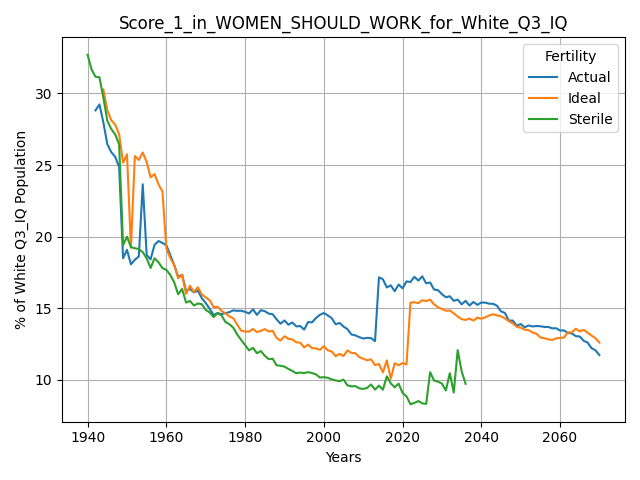 Score_1_in_WOMEN_SHOULD_WORK_for_White_Q3_IQ
Fertility
Actual
Ideal
Sterile
% of White Q3_IQ Population
30
25
20
15
10
1940
1960
1980
2000
2020
2040
2060
Years